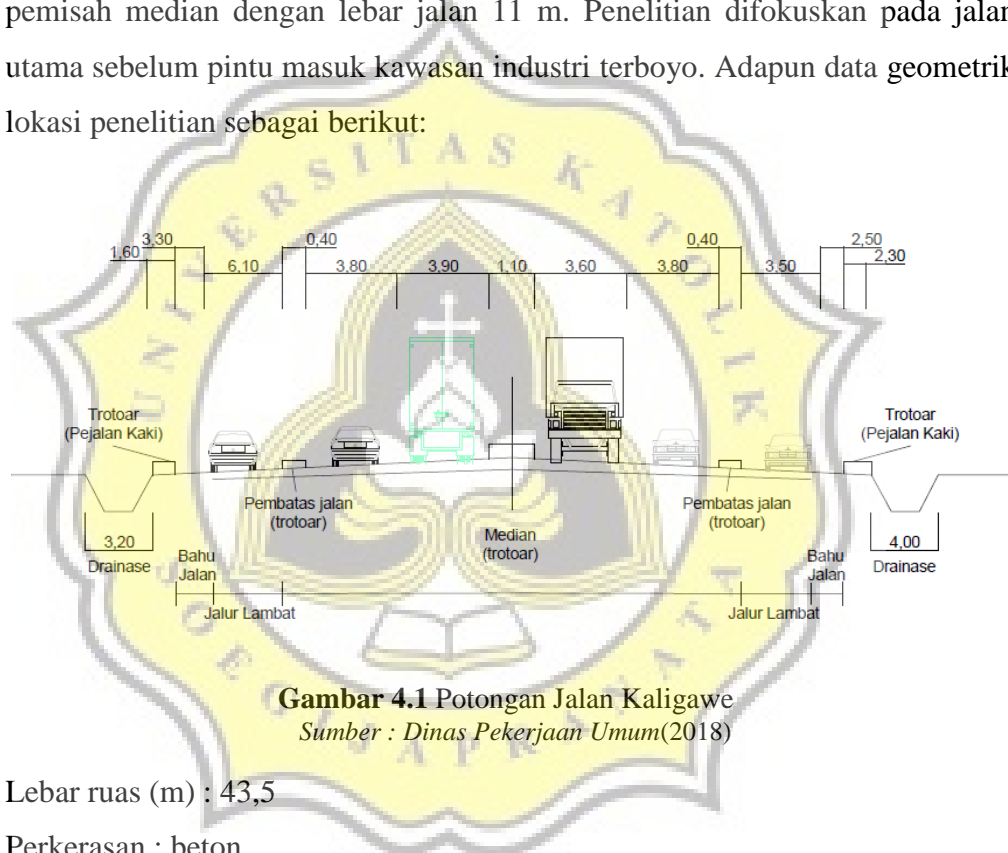 pemisah median dengan lebar jalan 11 m. Penelitian difokuskan pada jalan
utama sebelum pintu masuk kawasan industri terboyo. Adapun data geometrik
lokasi penelitian sebagai berikut:
UNIVERSITAS KATOLIK
3,30 0,40 0,40 2,50
1,60 6,10 3,80 3,90 1,10 3,60 3,80 3,50 2,30
Trotoar
(Pejalan Kaki)
Trotoar
(Pejalan Kaki)
Pembatas jalan
(trotoar)
Median
(trotoar)
Pembatas jalan
(trotoar)
3,20
Drainase
Bahu
Jalan
Bahu
Jalan
4,00
Drainase
Jalur Lambat
Jalur Lambat
SOEGIJAPRANATA
Gambar 4.1 Potongan Jalan Kaligawe
Sumber : Dinas Pekerjaan Umum(2018)
Lebar ruas (m) : 43,5
Perkerasan : beton